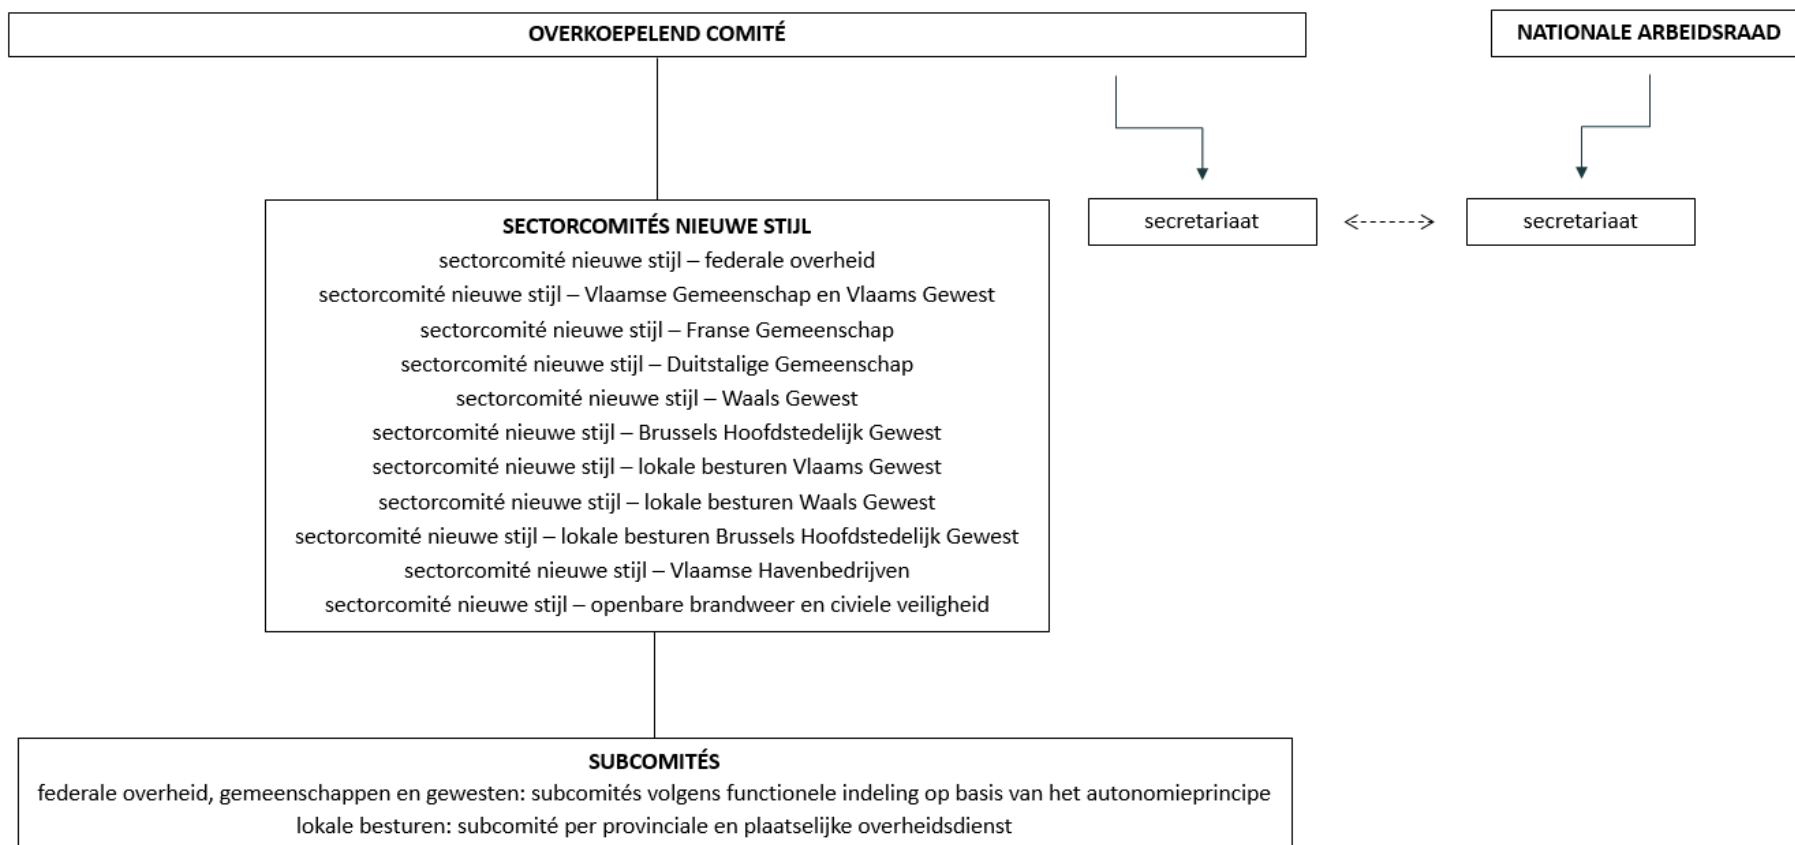 OVERKOEPELEND COMITÉ
NATIONALE ARBEIDSRAAD
secretariaat
secretariaat
SECTORCOMITÉS NIEUWE STIJL
sectorcomité nieuwe stijl – federale overheid
sectorcomité nieuwe stijl – Vlaamse Gemeenschap en Vlaams Gewest
sectorcomité nieuwe stijl – Franse Gemeenschap
sectorcomité nieuwe stijl – Duitstalige Gemeenschap
sectorcomité nieuwe stijl – Waals Gewest
sectorcomité nieuwe stijl – Brussels Hoofdstedelijk Gewest
sectorcomité nieuwe stijl – lokale besturen Vlaams Gewest
sectorcomité nieuwe stijl – lokale besturen Waals Gewest
sectorcomité nieuwe stijl – lokale besturen Brussels Hoofdstedelijk Gewest
sectorcomité nieuwe stijl – Vlaamse Havenbedrijven
sectorcomité nieuwe stijl – openbare brandweer en civiele veiligheid
SUBCOMITÉS
federale overheid, gemeenschappen en gewesten: subcomités volgens functionele indeling op basis van het autonomieprincipe
lokale besturen: subcomité per provinciale en plaatselijke overheidsdienst